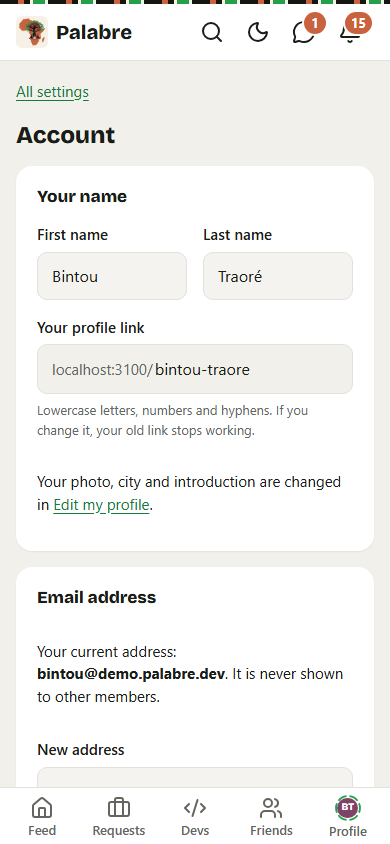 Palabre
1
15
All settings
Account
Your name
First name
Last name
Bintou
Traoré
Your profile link
localhost:3100/bintou-traore
Lowercase letters, numbers and hyphens. If you
change it, your old link stops working.
Your photo, city and introduction are changed
in Edit my profile.
Email address
Your current address:
bintou@demo.palabre.dev. It is never shown
to other members.
New address
BT
Feed
Requests
Devs
Friends
Profile